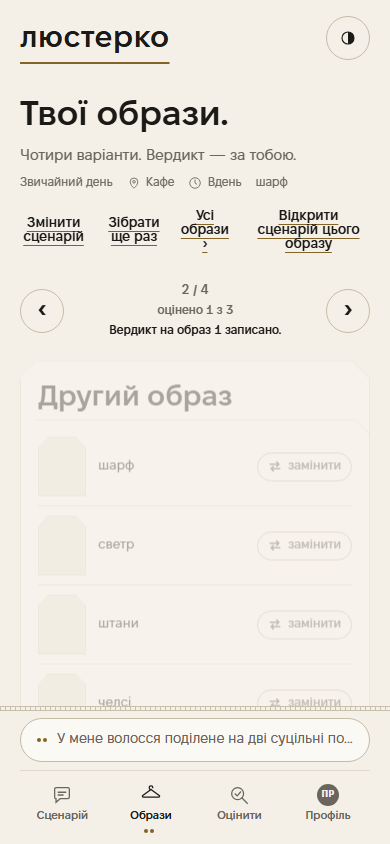 люстерко
Твої образи.
Чотири варіанти. Вердикт — за тобою.
Звичайний день Кафе Вдень шарф
Змінити сценарій
Зібрати ще раз
Усі образи ›
Відкрити сценарій цього образу
‹
2 / 4
оцінено 1 з 3
Вердикт на образ 1 записано.
›
Другий образ
шарф замінити
светр замінити
штани замінити
челсі замінити
У мене волосся поділене на дві суцільні по...
Сценарій Образи Оцінити ПР Профіль